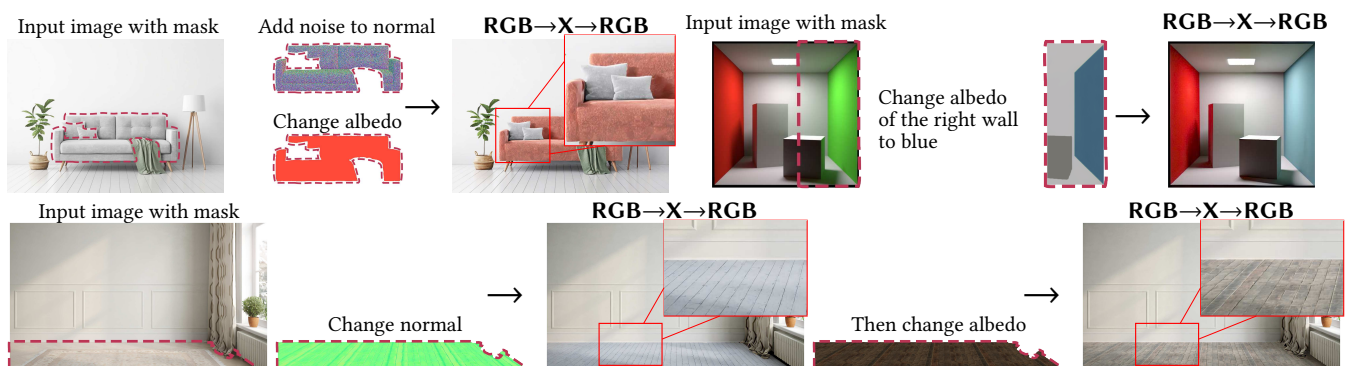 Input image with mask
Add noise to normal
Change albedo
RGB→X→RGB
Input image with mask
Change albedo
of the right wall
to blue
RGB→X→RGB
Input image with mask
Change normal
RGB→X→RGB
Then change albedo
RGB→X→RGB